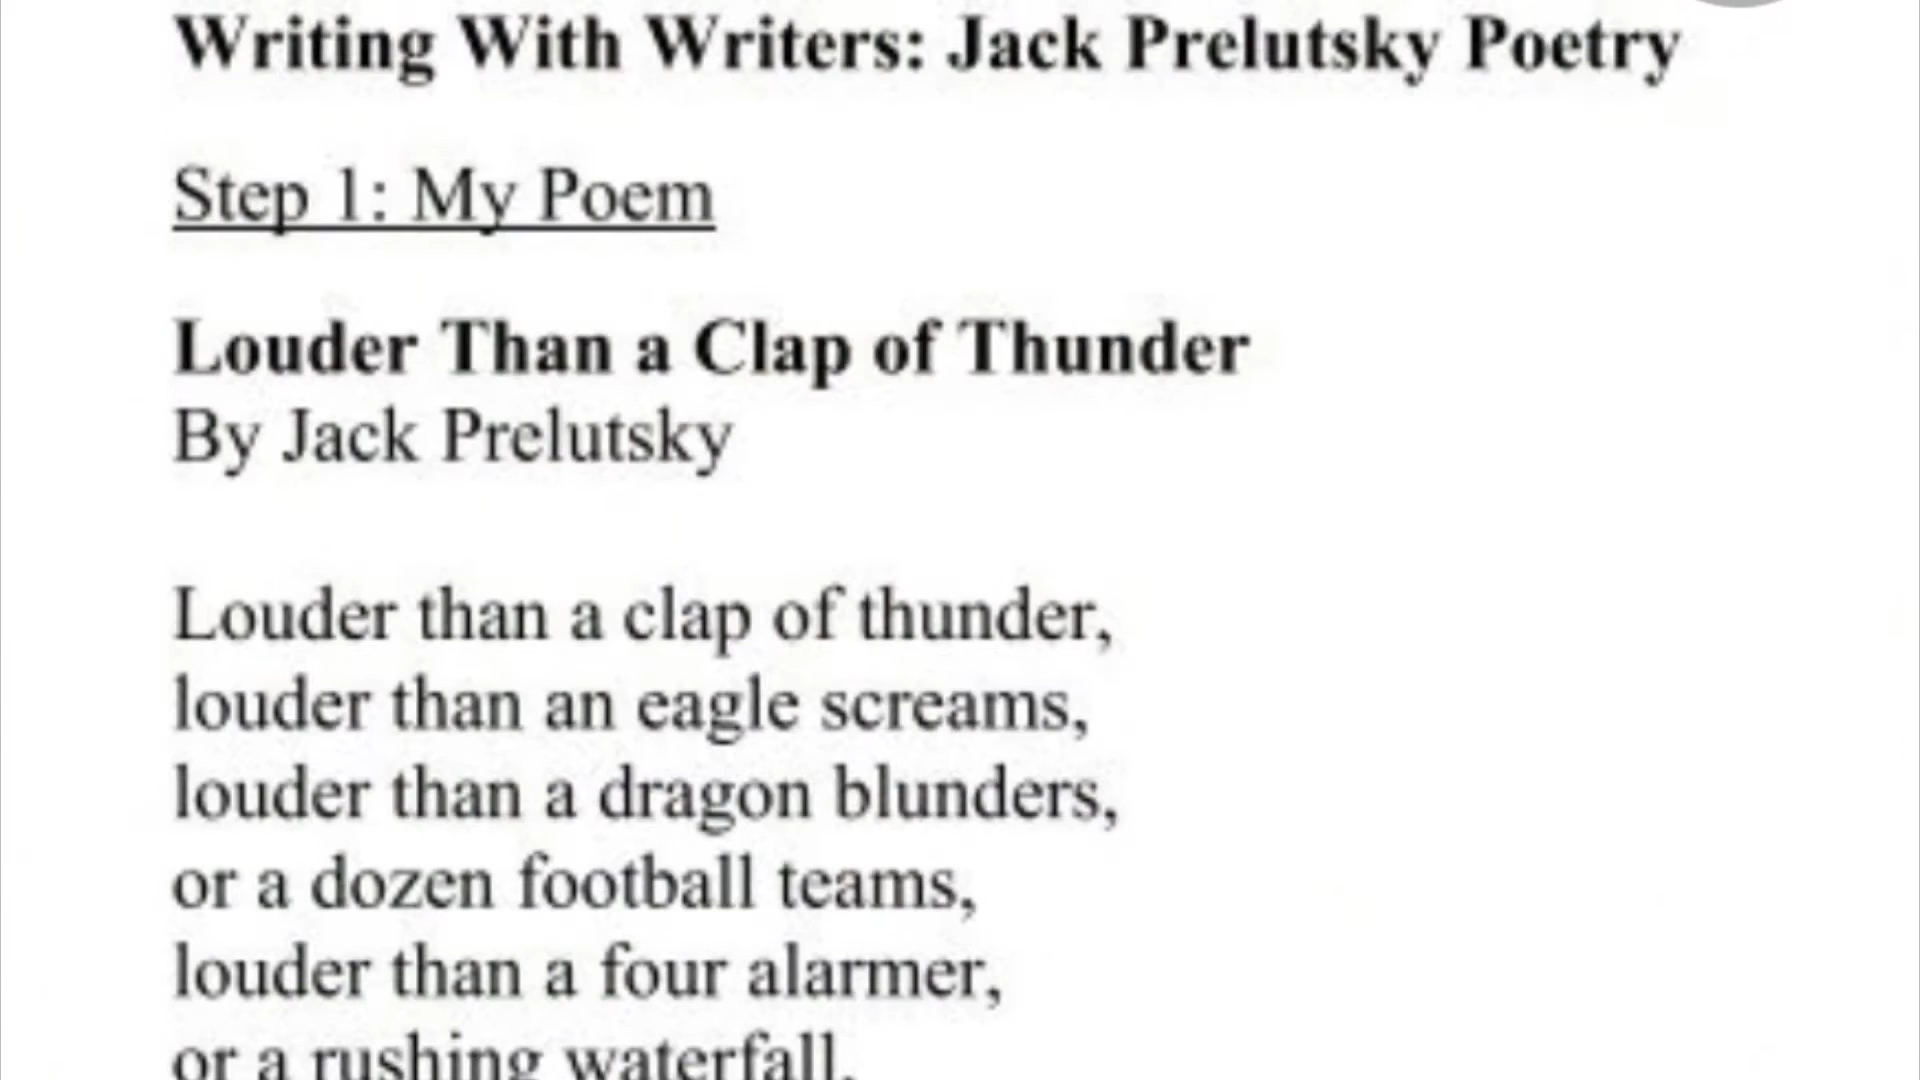 Writing With Writers: Jack Prelutsky Poetry
Step 1: My Poem
Louder Than a Clap of Thunder
By Jack Prelutsky
Louder than a clap of thunder,
louder than an eagle screams,
louder than a dragon blunders,
or a dozen football teams,
louder than a four alarmer,
or a rushing waterfall,